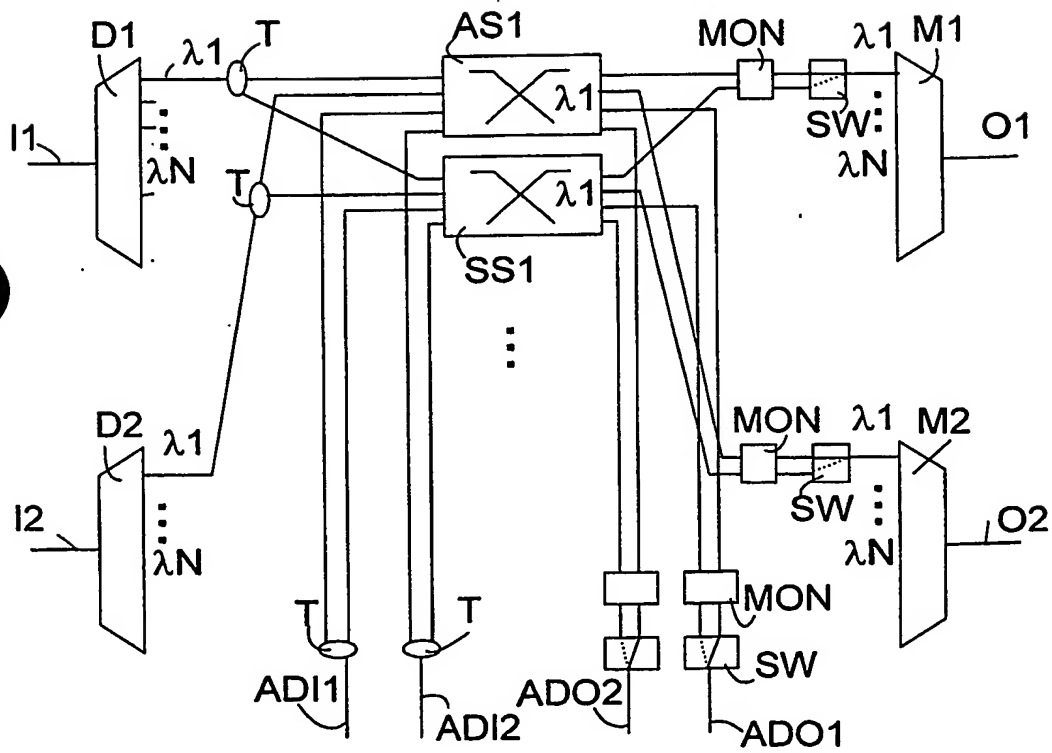 D1
λ1
T
AS1
MON
λ1
M1
λ1
SW
I1
λN
T
λN
O1
λ1
SS1
D2
λ1
MON
λ1
M2
SW
I2
λN
λN
O2
T
T
MON
SW
ADI1
ADI2
ADO2
ADO1